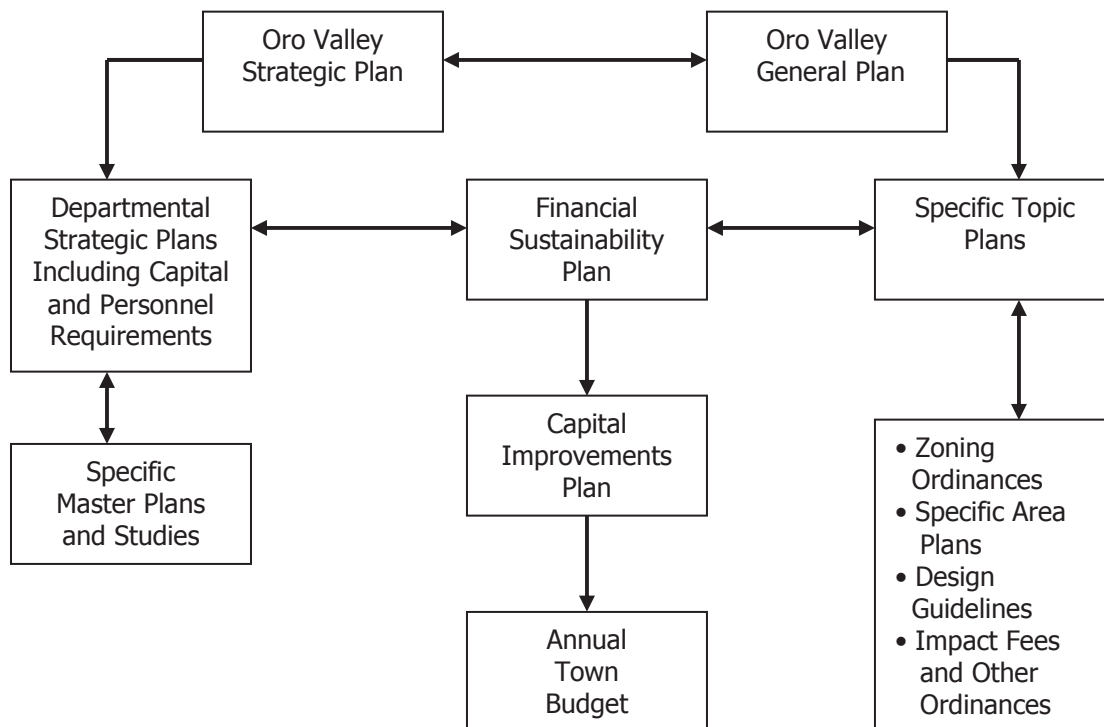 Oro Valley
Strategic Plan
Oro Valley
General Plan
Departmental
Strategic Plans
Including Capital
and Personnel
Requirements
Financial
Sustainability
Plan
Specific Topic
Plans
Specific
Master Plans
and Studies
Capital
Improvements
Plan
• Zoning
Ordinances
• Specific Area
Plans
• Design
Guidelines
• Impact Fees
and Other
Ordinances
Annual
Town
Budget